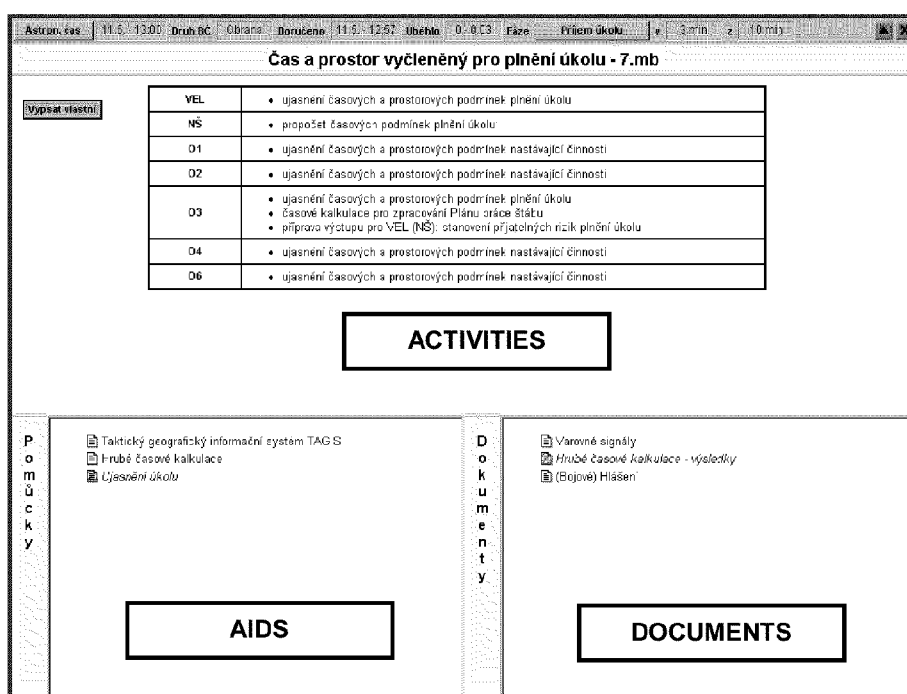 Astron. čas 11.5. 13:00 Druh BČ Obrana Doručeno 11.5. 12:57 Uběhlo 0 - 0:03 Fáze Příjem úkolu v 3 min z 10 min
Čas a prostor vyčleněný pro plnění úkolu - 7.mb
Vypsat vlastní
VEL • ujasnění časových a prostorových podmínek plnění úkolu
NŠ • propočet časových podmínek plnění úkolu
O1 • ujasnění časových a prostorových podmínek nastávající činnosti
O2 • ujasnění časových a prostorových podmínek nastávající činnosti
O3 • ujasnění časových a prostorových podmínek plnění úkolu
• časové kalkulace pro zpracování Plánu práce štábu
• příprava výstupu pro VEL (NŠ): stanovení přijatelných rizik plnění úkolu
O4 • ujasnění časových a prostorových podmínek nastávající činnosti
O6 • ujasnění časových a prostorových podmínek nastávající činnosti
ACTIVITIES
Pomůcky
Taktický geografický informační systém TAGIS
Hrubé časové kalkulace
Ujasnění úkolu
AIDS
Dokumenty
Varovné signály
Hrubé časové kalkulace - výsledky
(Bojové) Hlášení
DOCUMENTS